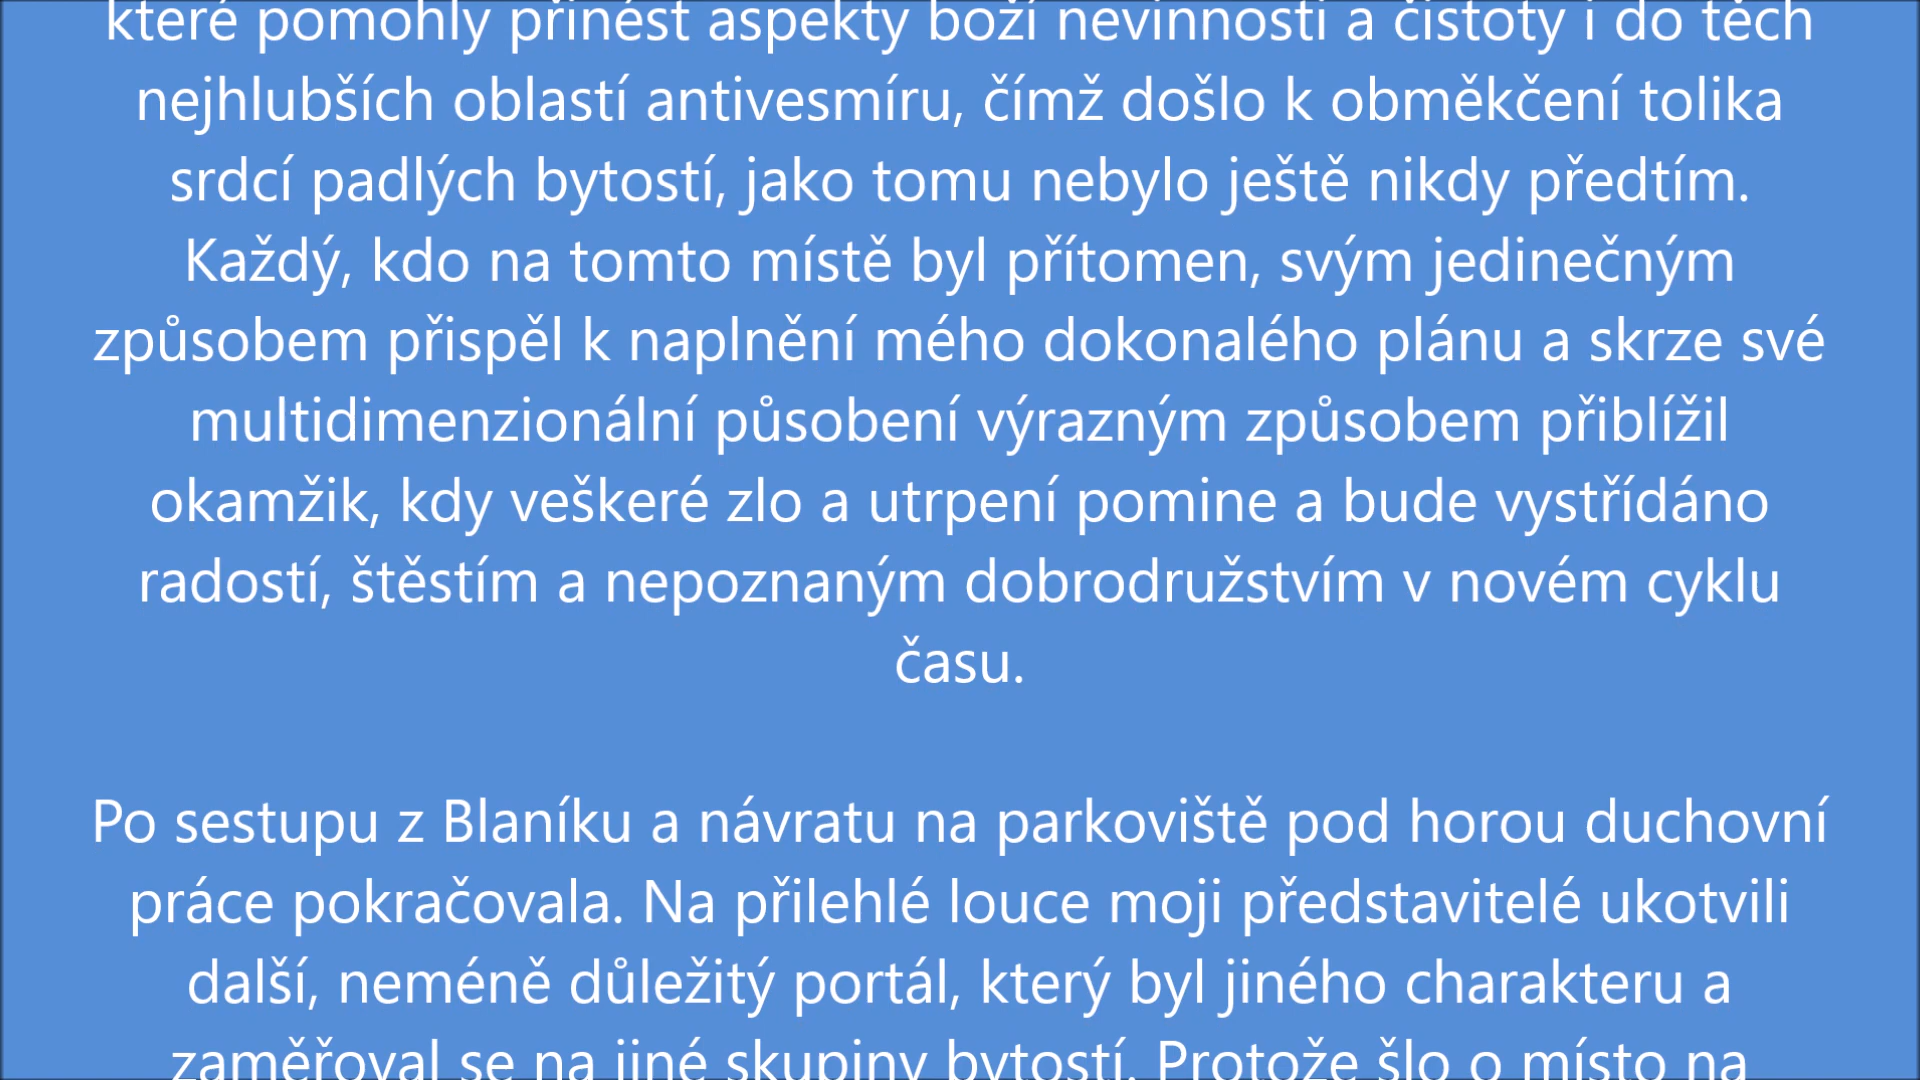 které pomohly přinést aspekty boží nevinnosti a čistoty i do těch
nejhlubších oblastí antivesmíru, čímž došlo k obměkčení tolika
srdcí padlých bytostí, jako tomu nebylo ještě nikdy předtím.
Každý, kdo na tomto místě byl přítomen, svým jedinečným
způsobem přispěl k naplnění mého dokonalého plánu a skrze své
multidimenzionální působení výrazným způsobem přiblížil
okamžik, kdy veškeré zlo a utrpení pomine a bude vystřídáno
radostí, štěstím a nepoznaným dobrodružstvím v novém cyklu
času.
Po sestupu z Blaníku a návratu na parkoviště pod horou duchovní
práce pokračovala. Na přilehlé louce moji představitelé ukotvili
další, neméně důležitý portál, který byl jiného charakteru a
zaměřoval se na jiné skupiny bytostí. Protože šlo o místo na